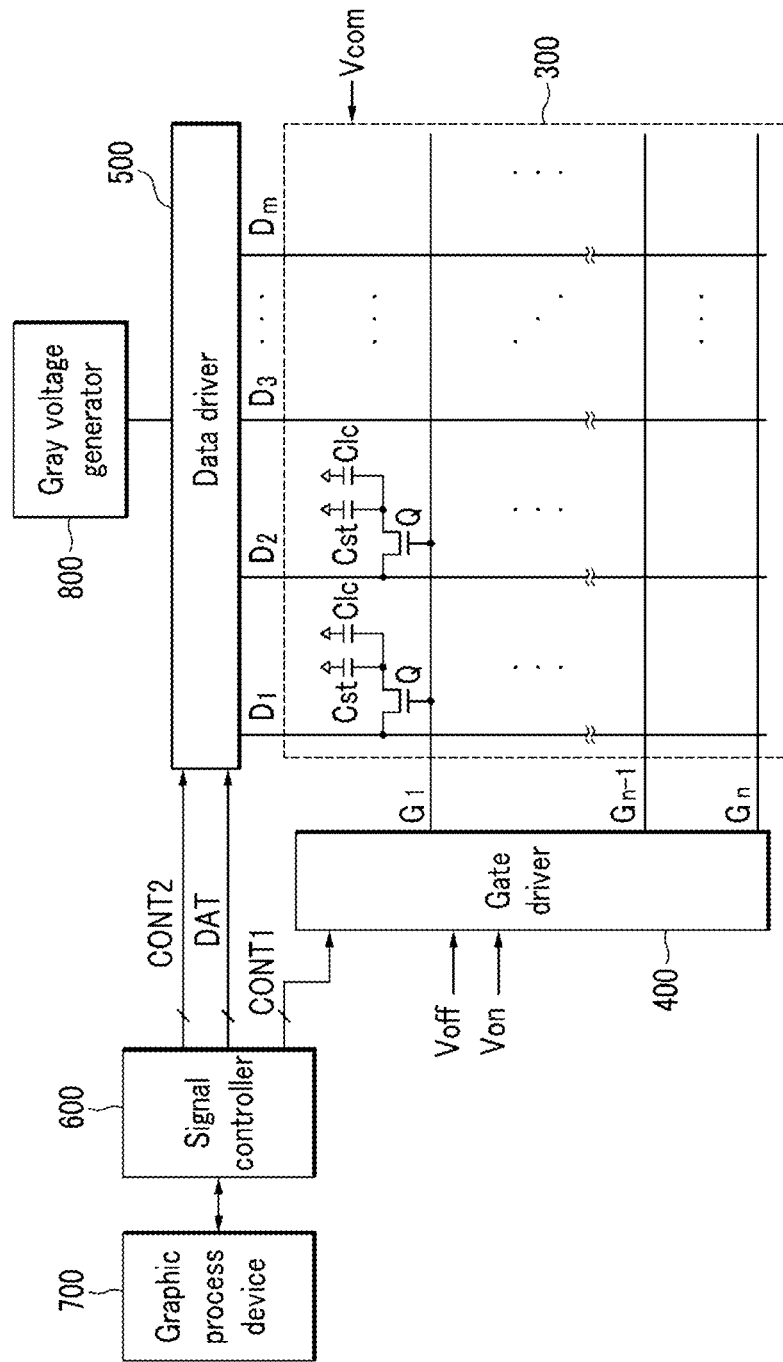 800
Gray voltage
generator
500
Data driver
700
Graphic
process
device
600
Signal
controller
CONT2
DAT
CONT1
D1
D2
D3
. . .
Dm
Vcom
300
Cst
Clc
Q
Cst
Clc
Q
Voff
Von
Gate
driver
400
G1
Gn-1
Gn